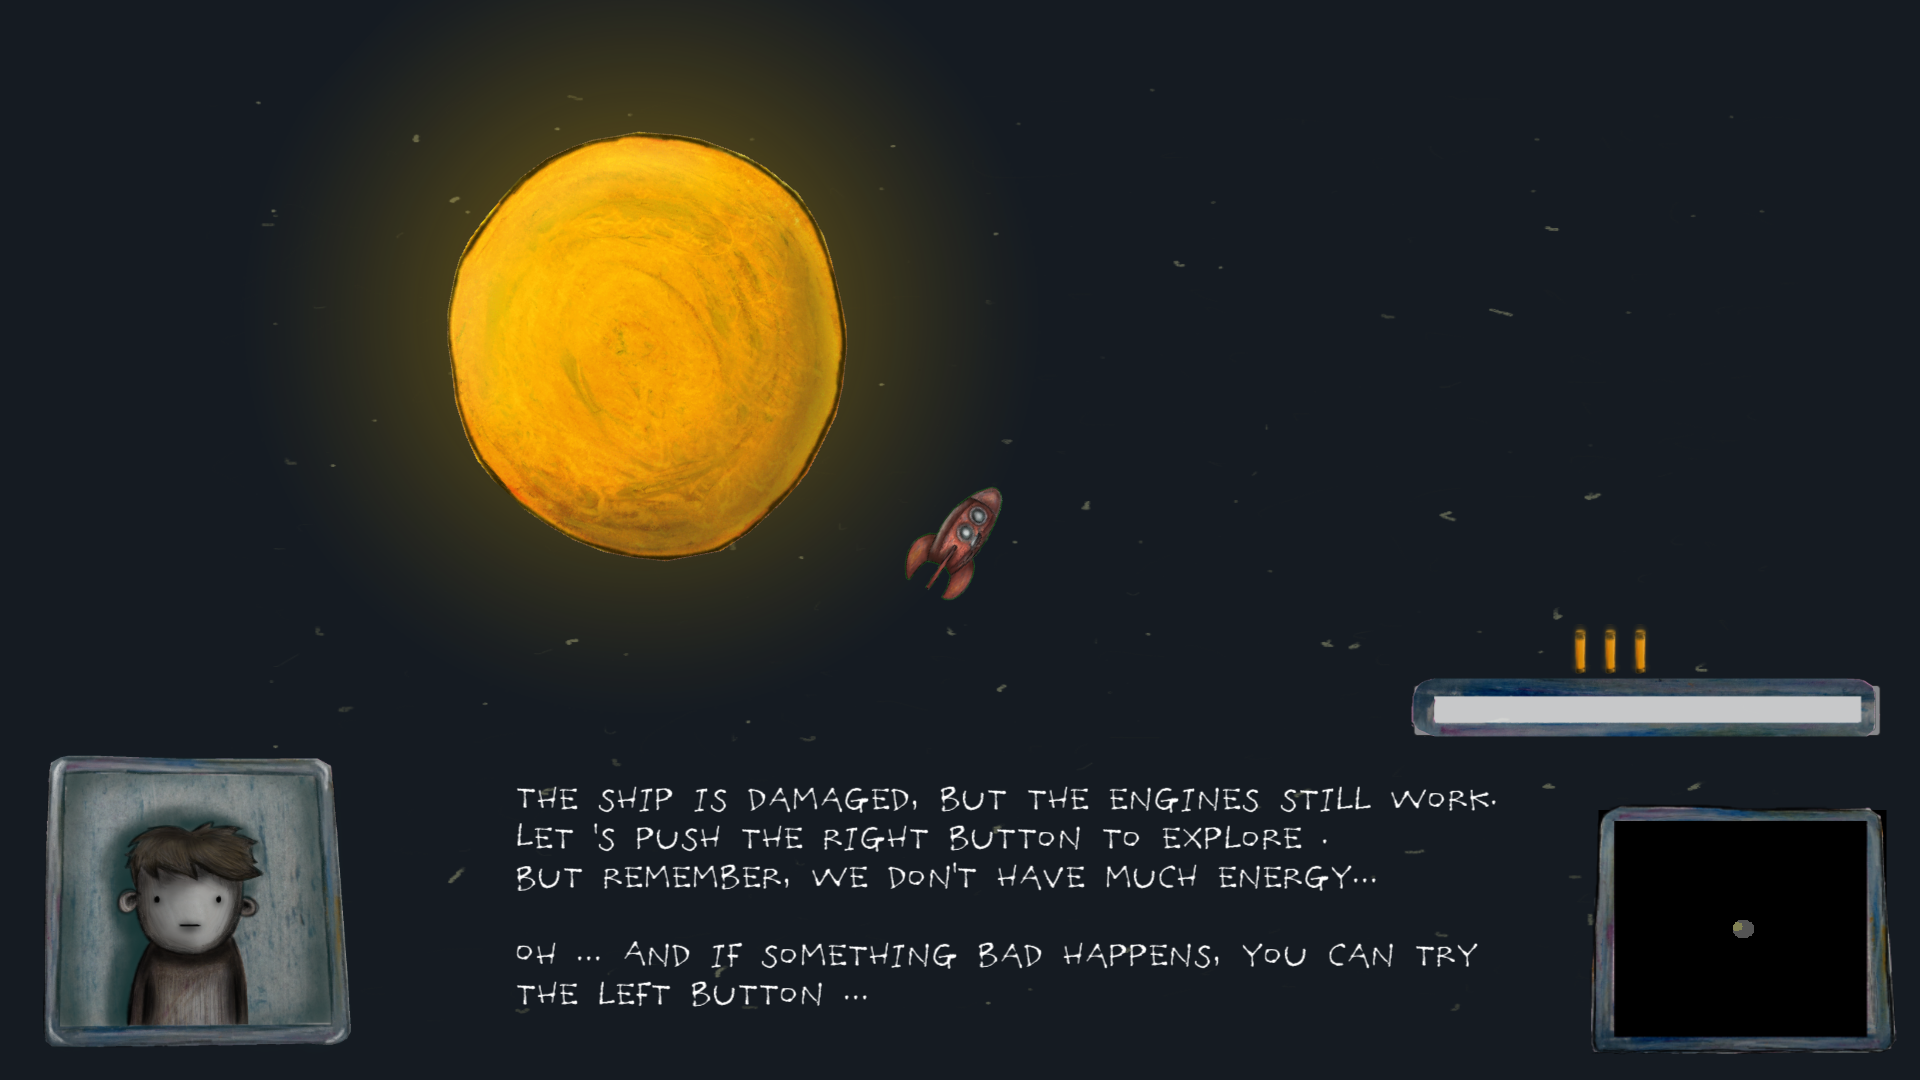 THE SHIP IS DAMAGED, BUT THE ENGINES STILL WORK.
LET 'S PUSH THE RIGHT BUTTON TO EXPLORE .
BUT REMEMBER, WE DON'T HAVE MUCH ENERGY...
OH ... AND IF SOMETHING BAD HAPPENS, YOU CAN TRY
THE LEFT BUTTON ...